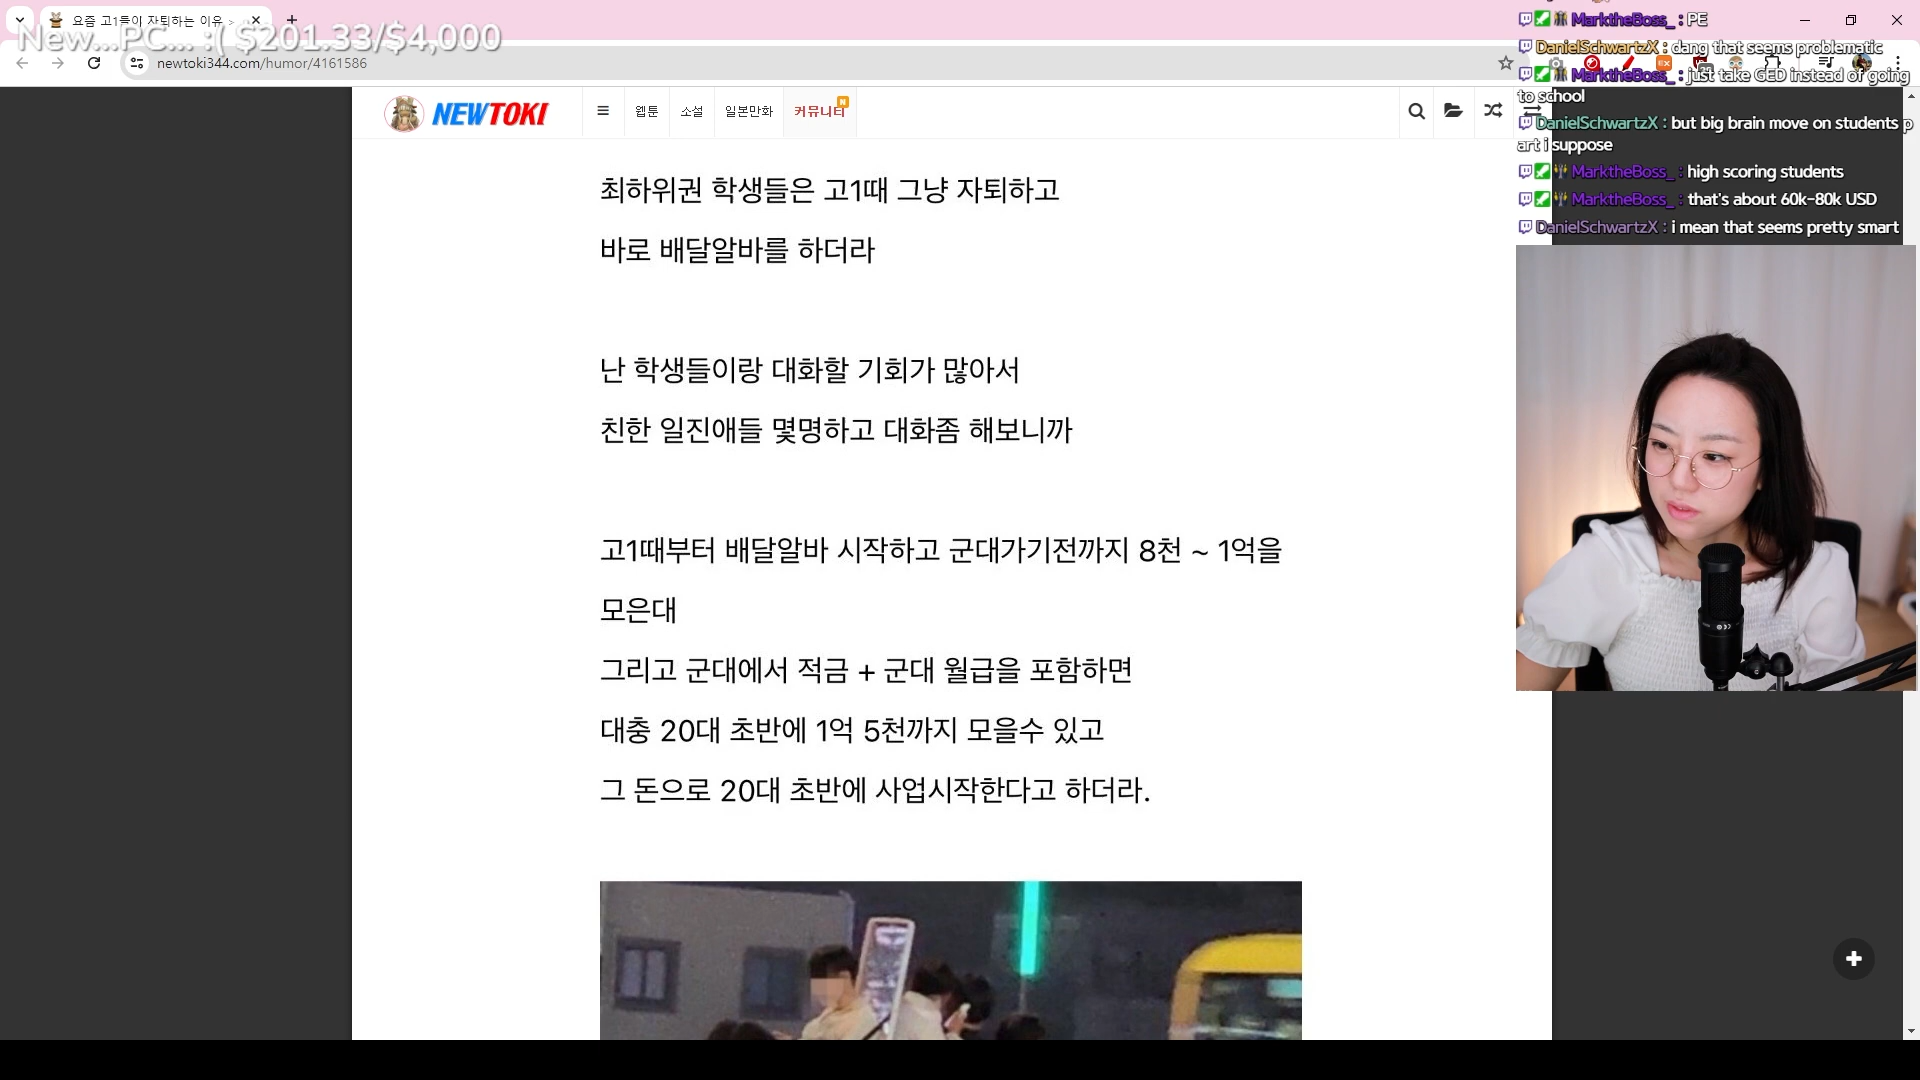 요즘 고1들이 자퇴하는 이유 >
New...PC... :( $201.33/$4,000
newtoki344.com/humor/4161586
NEWTOKI
웹툰
소설
일본만화
커뮤니티
N
최하위권 학생들은 고1때 그냥 자퇴하고
바로 배달알바를 하더라
난 학생들이랑 대화할 기회가 많아서
친한 일진애들 몇명하고 대화좀 해보니까
고1때부터 배달알바 시작하고 군대가기전까지 8천 ~ 1억을
모은대
그리고 군대에서 적금 + 군대 월급을 포함하면
대충 20대 초반에 1억 5천까지 모을수 있고
그 돈으로 20대 초반에 사업시작한다고 하더라.
MarktheBoss_ : PE
DanielSchwartzX : dang that seems problematic
MarktheBoss_ : just take GED instead of going
to school
DanielSchwartzX : but big brain move on students p
art i suppose
MarktheBoss_ : high scoring students
MarktheBoss_ : that's about 60k-80k USD
DanielSchwartzX : i mean that seems pretty smart